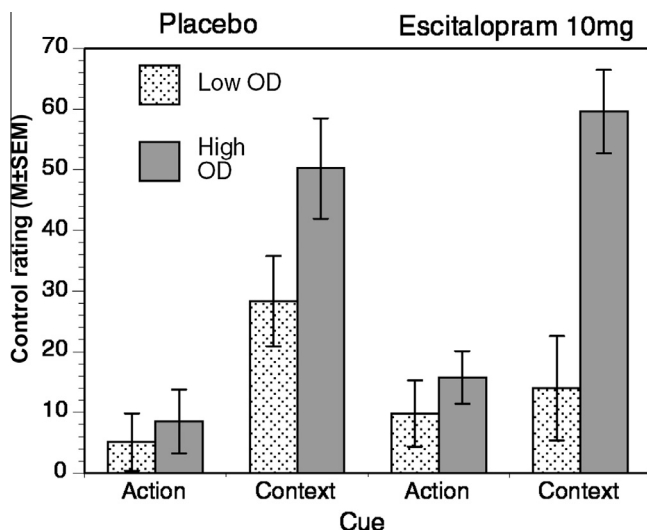 Placebo Escitalopram 10mg
70
60
50
40
30
20
10
0
Control rating (M±SEM)
Low OD
High
OD
Action Context Action Context
Cue